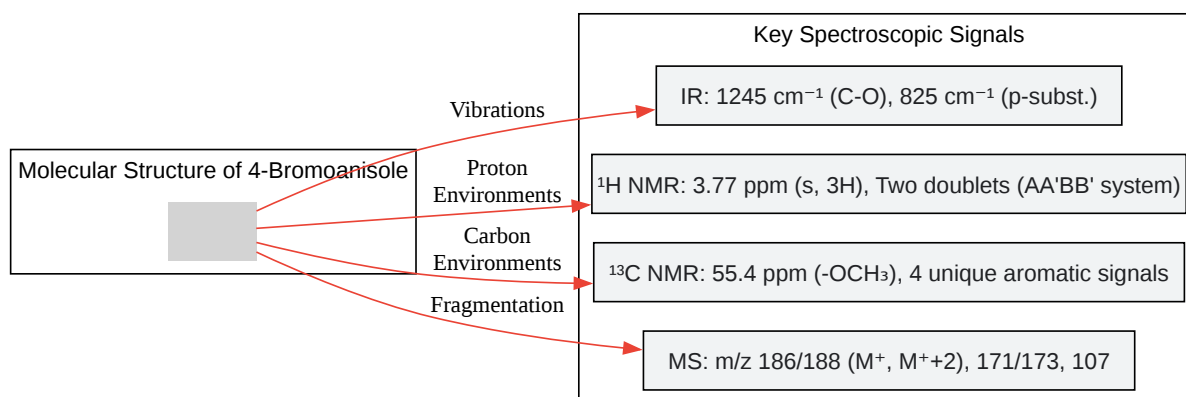 Key Spectroscopic Signals
IR: 1245 cm⁻¹ (C-O), 825 cm⁻¹ (p-subst.)
Vibrations
Molecular Structure of 4-Bromoanisole
Proton
Environments
¹H NMR: 3.77 ppm (s, 3H), Two doublets (AA'BB' system)
Carbon
Environments
¹³C NMR: 55.4 ppm (-OCH₃), 4 unique aromatic signals
Fragmentation
MS: m/z 186/188 (M⁺, M⁺+2), 171/173, 107